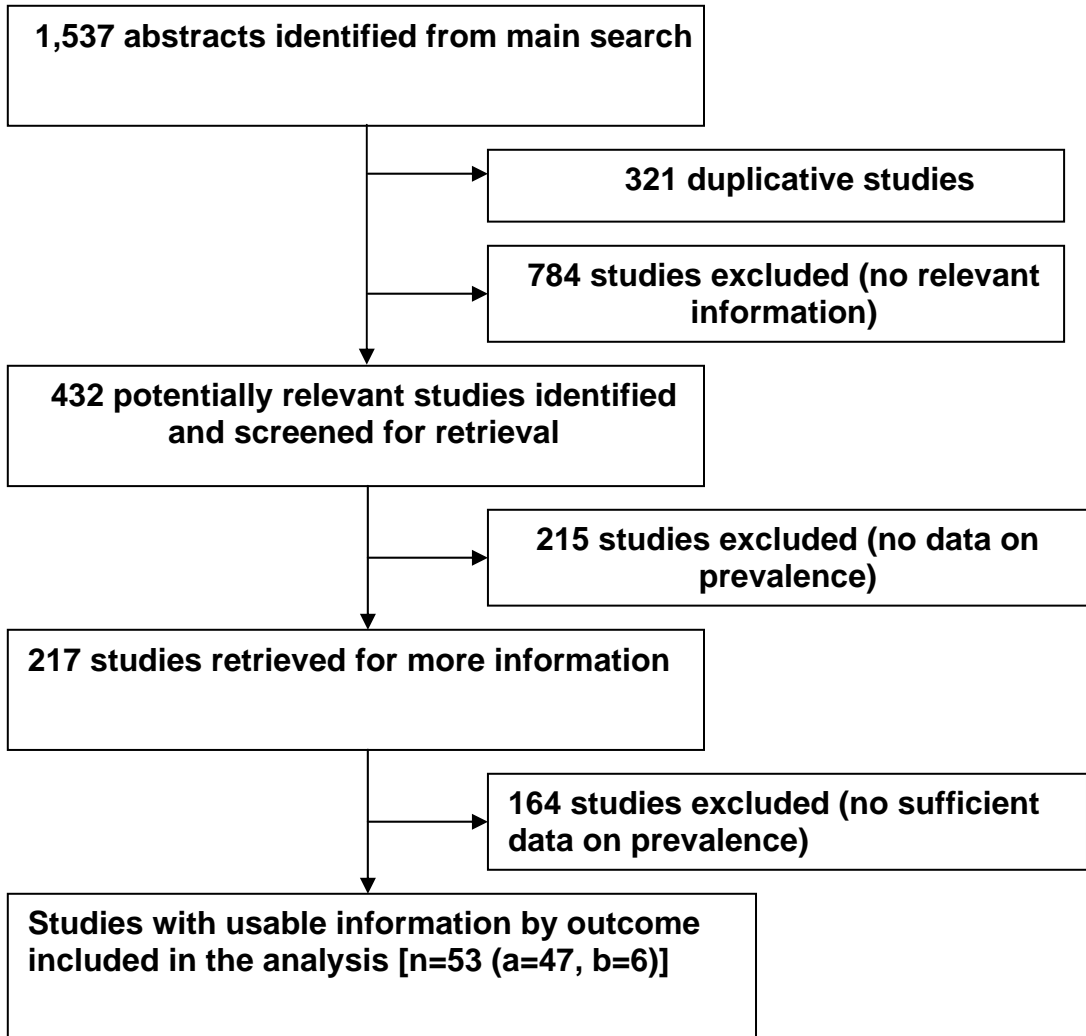 1,537 abstracts identified from main search
321 duplicative studies
784 studies excluded (no relevant
information)
432 potentially relevant studies identified
and screened for retrieval
215 studies excluded (no data on
prevalence)
217 studies retrieved for more information
164 studies excluded (no sufficient
data on prevalence)
Studies with usable information by outcome
included in the analysis [n=53 (a=47, b=6)]